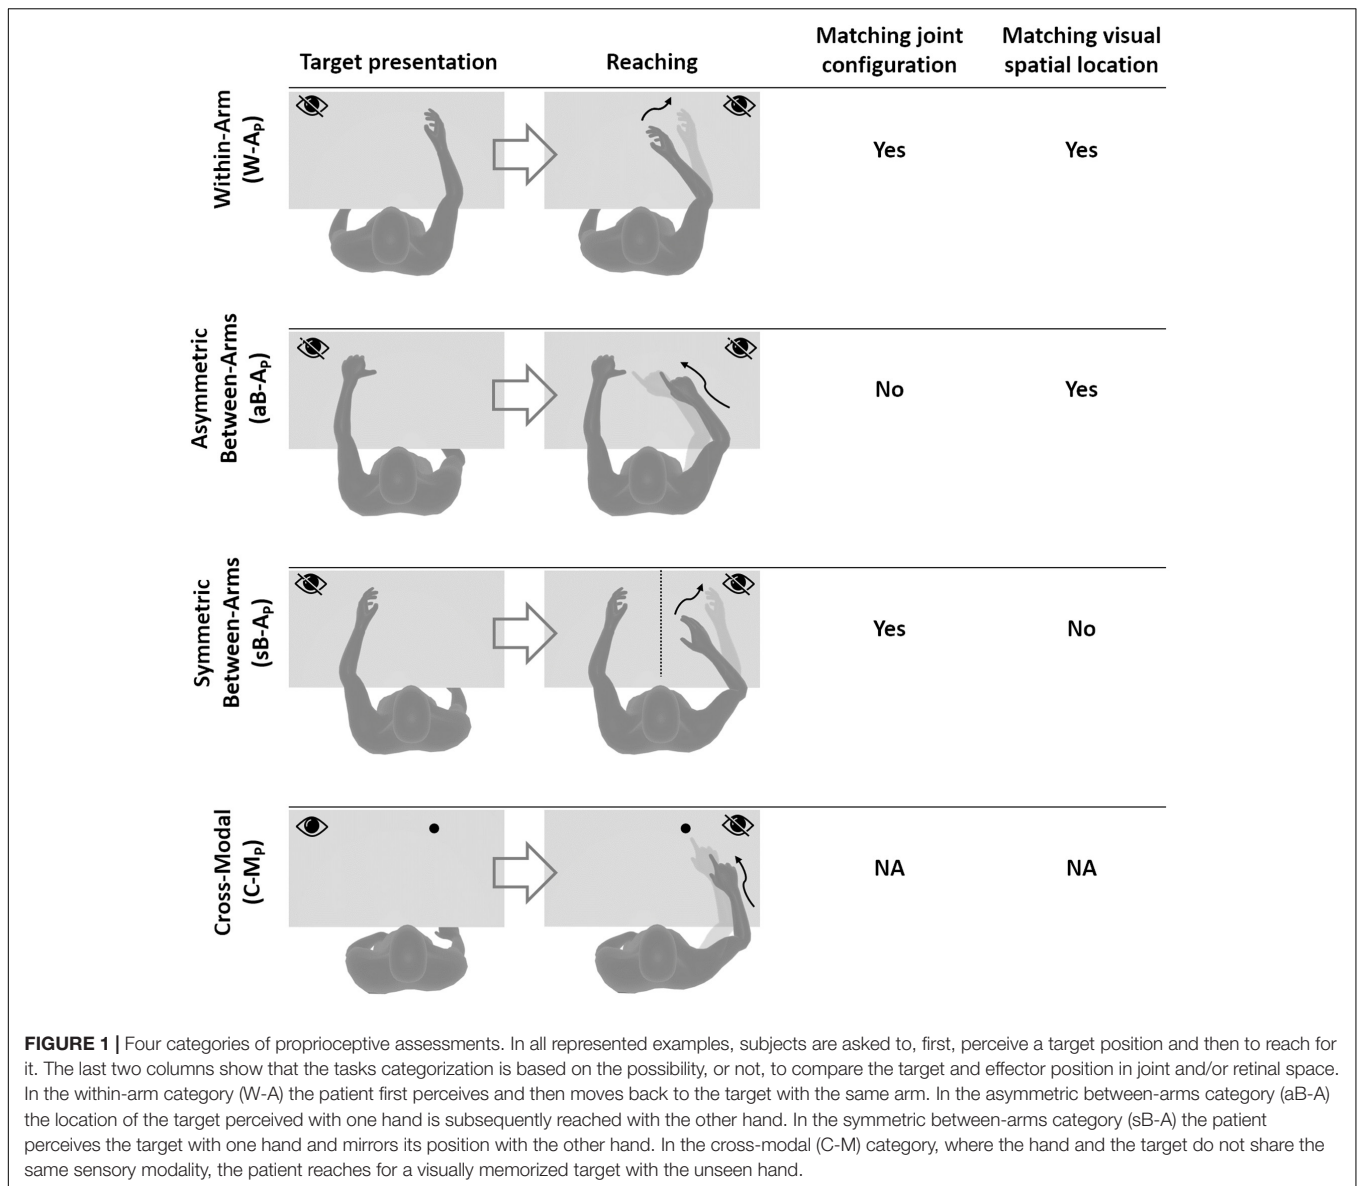 Target presentation
Reaching
Matching joint
configuration
Matching visual
spatial location
Within-Arm
(W-Aₚ)
Yes
Yes
Asymmetric
Between-Arms
(aB-Aₚ)
No
Yes
Symmetric
Between-Arms
(sB-Aₚ)
Yes
No
Cross-Modal
(C-Mₚ)
NA
NA
FIGURE 1 | Four categories of proprioceptive assessments. In all represented examples, subjects are asked to, first, perceive a target position and then to reach for
it. The last two columns show that the tasks categorization is based on the possibility, or not, to compare the target and effector position in joint and/or retinal space.
In the within-arm category (W-A) the patient first perceives and then moves back to the target with the same arm. In the asymmetric between-arms category (aB-A)
the location of the target perceived with one hand is subsequently reached with the other hand. In the symmetric between-arms category (sB-A) the patient
perceives the target with one hand and mirrors its position with the other hand. In the cross-modal (C-M) category, where the hand and the target do not share the
same sensory modality, the patient reaches for a visually memorized target with the unseen hand.